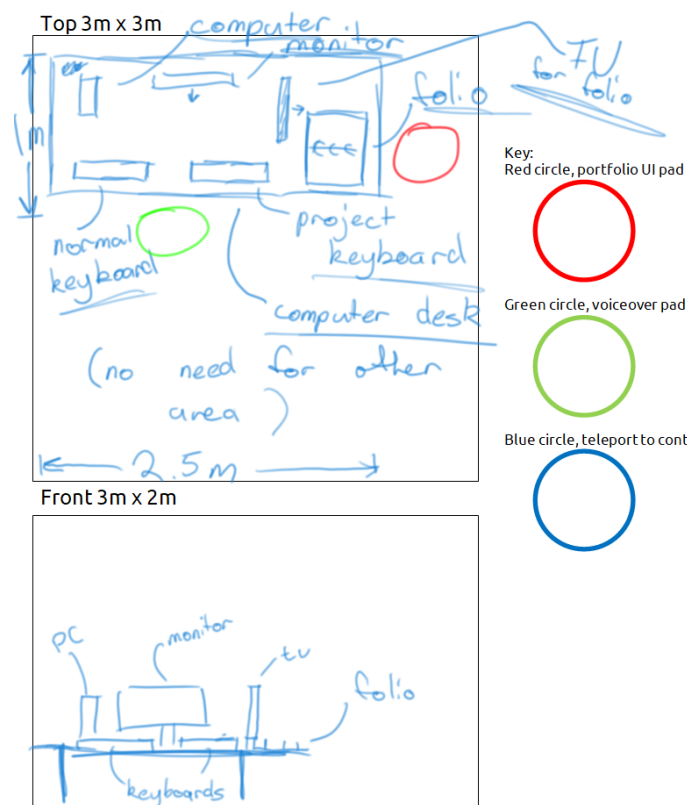 Top 3m x 3m
computer
monitor
TV
for folio
folio
1m
Key:
Red circle, portfolio UI pad
normal
keyboard
project
keyboard
Green circle, voiceover pad
computer desk
(no need for other
area)
Blue circle, teleport to cont
2.5m
Front 3m x 2m
PC
monitor
tv
folio
keyboards